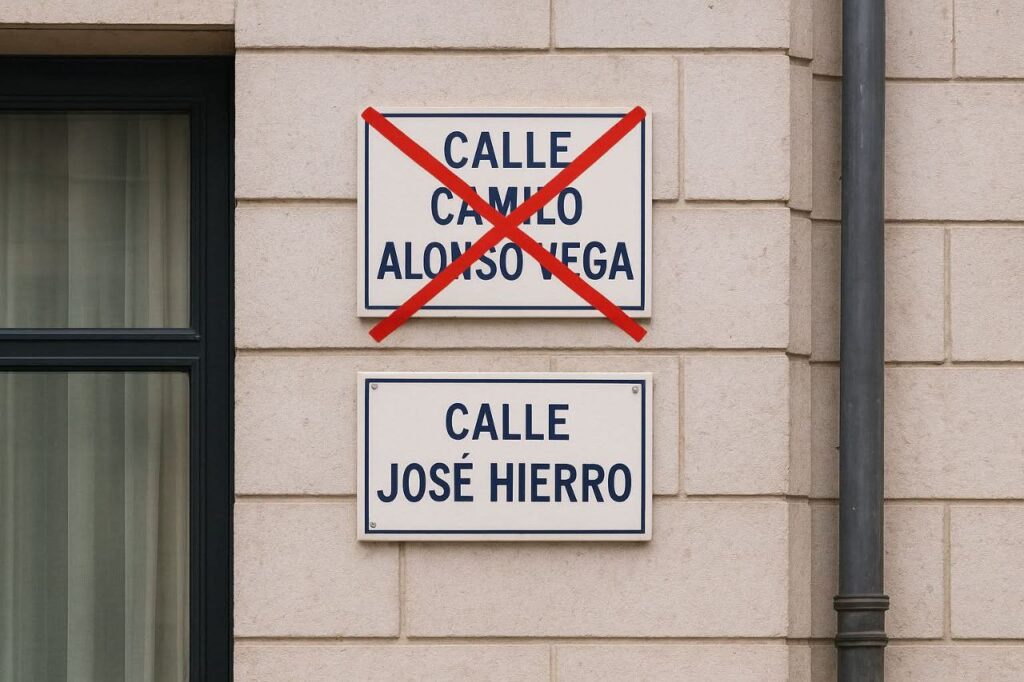 CALLE
CAMILO
ALONSO VEGA
CALLE
JOSÉ HIERRO